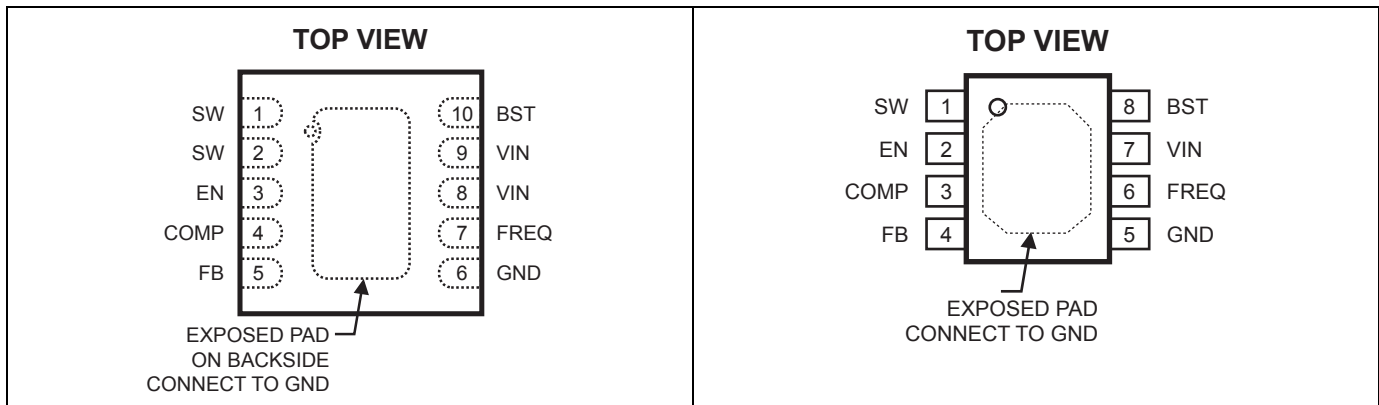 TOP VIEW
SW 1 10 BST
SW 2 9 VIN
EN 3 8 VIN
COMP 4 7 FREQ
FB 5 6 GND
EXPOSED PAD
ON BACKSIDE
CONNECT TO GND
TOP VIEW
SW 1 8 BST
EN 2 7 VIN
COMP 3 6 FREQ
FB 4 5 GND
EXPOSED PAD
CONNECT TO GND